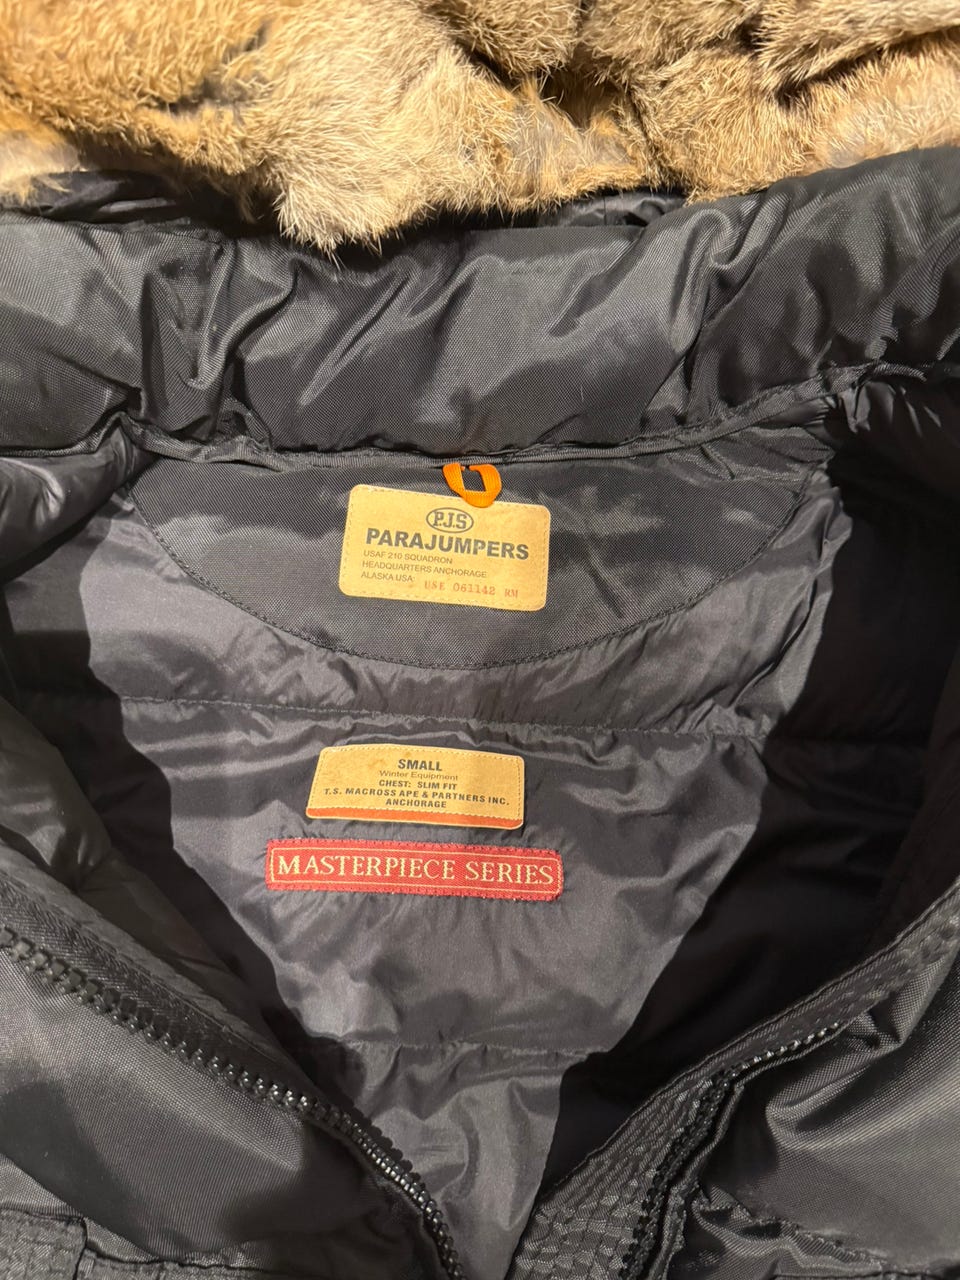 P.J.S
PARAJUMPERS
USAF 210 SQUADRON
HEADQUARTERS ANCHORAGE
ALASKA USA: USE 061142 RM
SMALL
Winter Equipment
CHEST: SLIM FIT
T.S. MACROSS APE & PARTNERS INC.
ANCHORAGE
MASTERPIECE SERIES